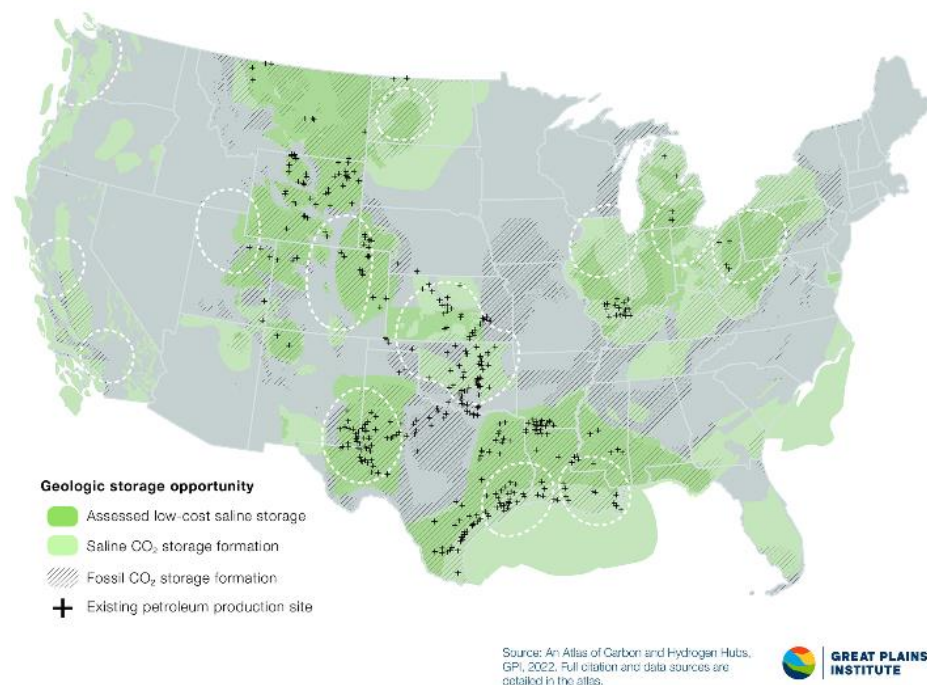 Geologic storage opportunity
Assessed low-cost saline storage
Saline CO₂ storage formation
Fossil CO₂ storage formation
Existing petroleum production site
Source: An Atlas of Carbon and Hydrogen Hubs,
GPI, 2022. Full citation and data sources are
detailed in the atlas.
GREAT PLAINS
INSTITUTE